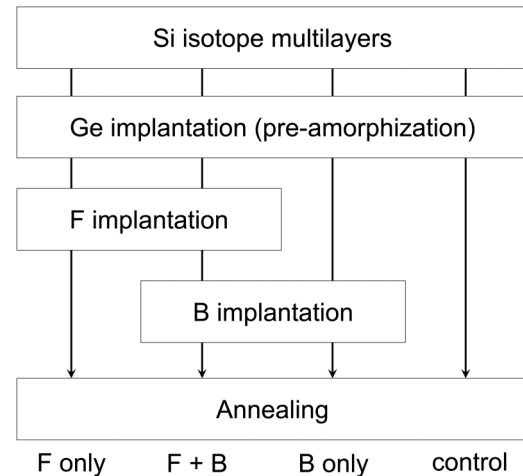 Si isotope multilayers
Ge implantation (pre-amorphization)
F implantation
B implantation
Annealing
F only F + B B only control